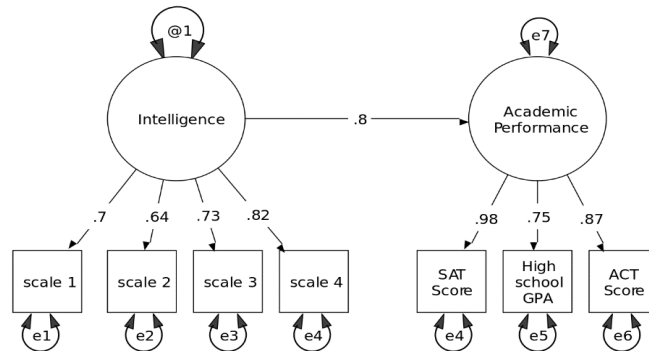 @1
e7
Intelligence
.8
Academic
Performance
.7
.64
.73
.82
.98
.75
.87
scale 1
scale 2
scale 3
scale 4
SAT
Score
High
school
GPA
ACT
Score
e1
e2
e3
e4
e4
e5
e6